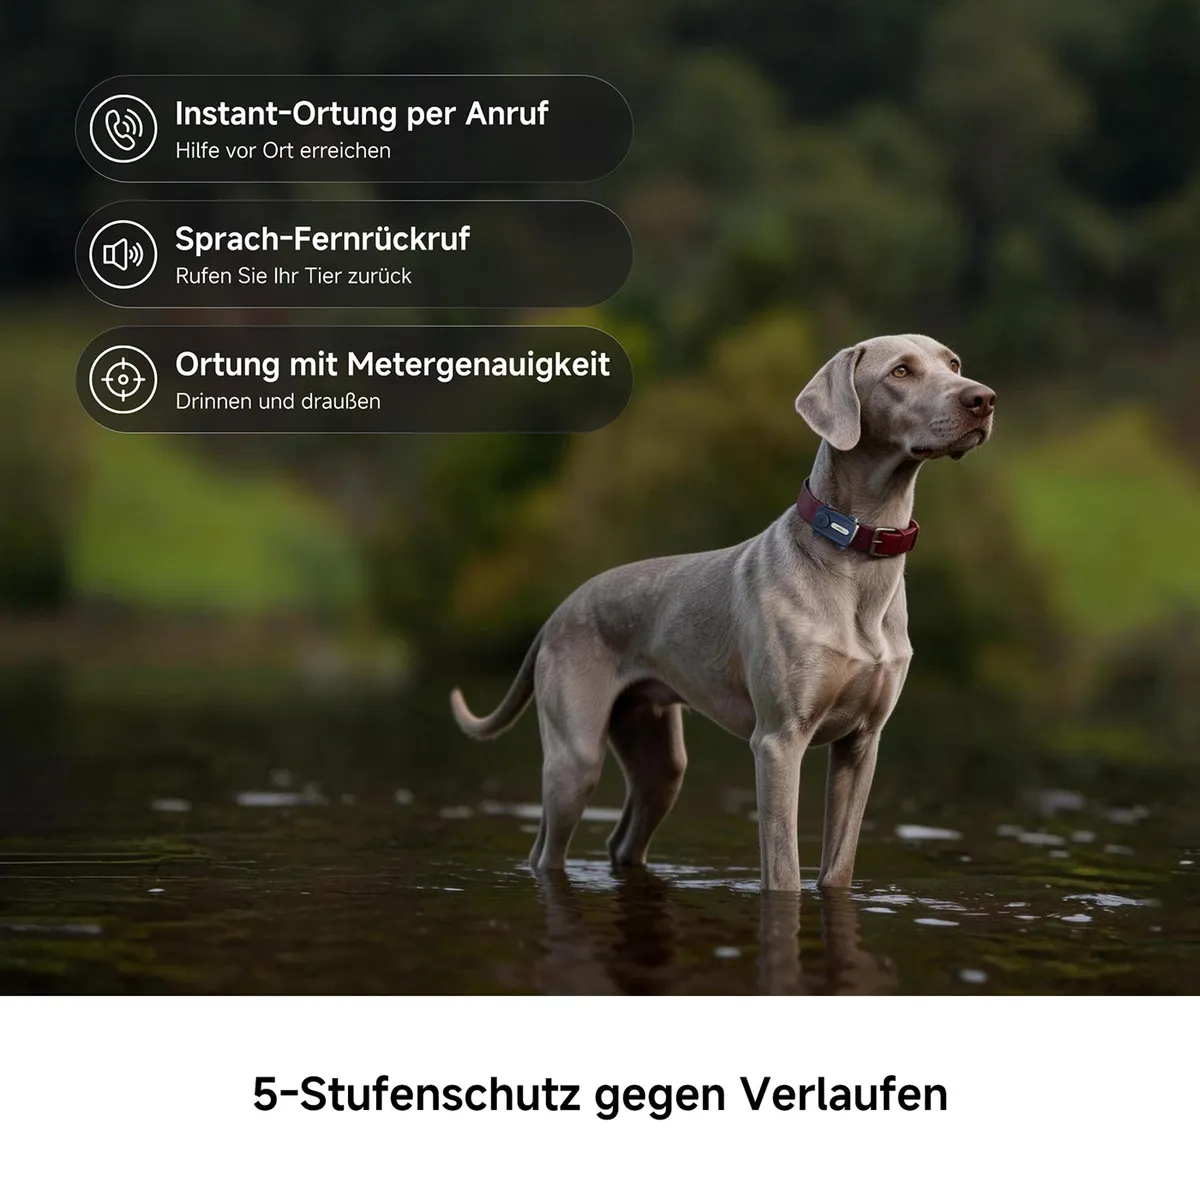 Instant-Ortung per Anruf
Hilfe vor Ort erreichen
Sprach-Fernrückruf
Rufen Sie Ihr Tier zurück
Ortung mit Metergenauigkeit
Drinnen und draußen
5-Stufenschutz gegen Verlaufen